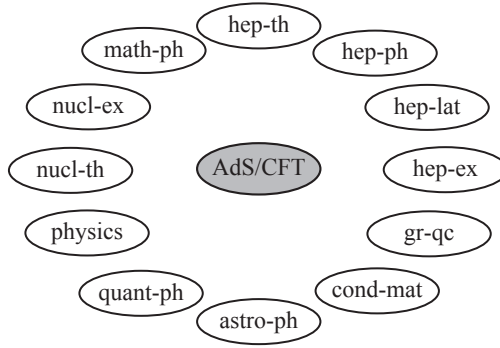 hep-th
math-ph
hep-ph
nucl-ex
hep-lat
nucl-th
AdS/CFT
hep-ex
physics
gr-qc
quant-ph
cond-mat
astro-ph